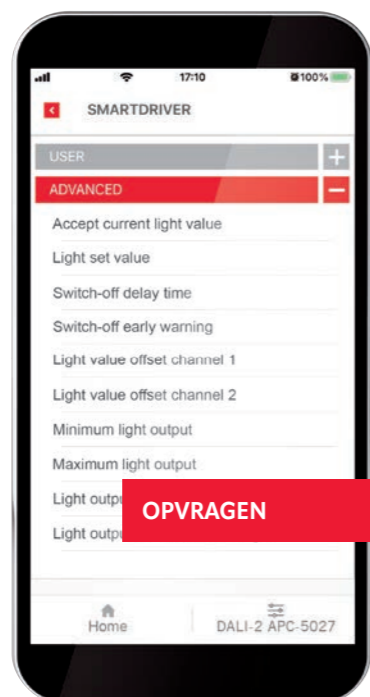 17:10 100%
SMARTDRIVER
USER
ADVANCED
Accept current light value
Light set value
Switch-off delay time
Switch-off early warning
Light value offset channel 1
Light value offset channel 2
Minimum light output
Maximum light output
Light
OPVRAGEN
Light
Home DALI-2 APC-5027